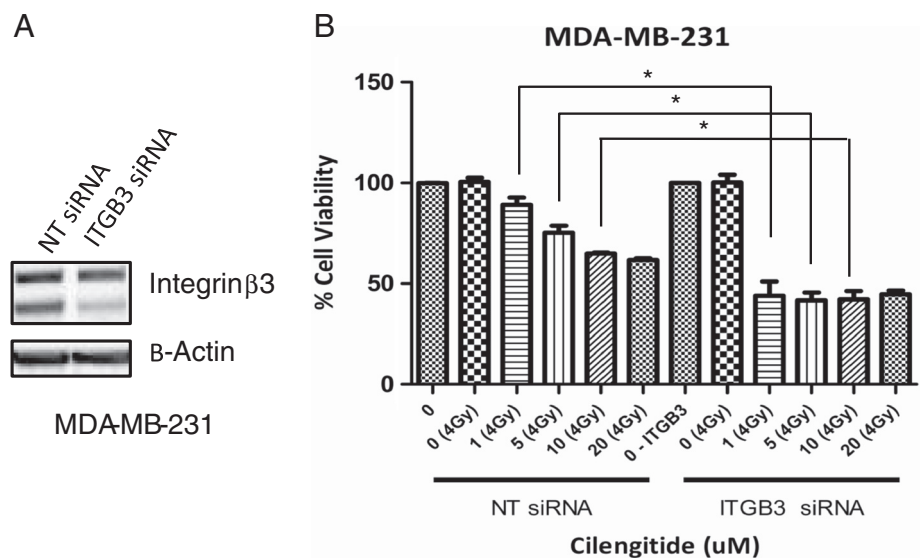 A
NT siRNA
ITGB3 siRNA
Integrinβ3
B-Actin
MDA-MB-231
B
MDA-MB-231
% Cell Viability
150
100
50
0
*
*
*
0
0 (4Gy)
1 (4Gy)
5 (4Gy)
10 (4Gy)
20 (4Gy)
0 - ITGB3
0 (4Gy)
1 (4Gy)
5 (4Gy)
10 (4Gy)
20 (4Gy)
NT siRNA
ITGB3 siRNA
Cilengitide (uM)